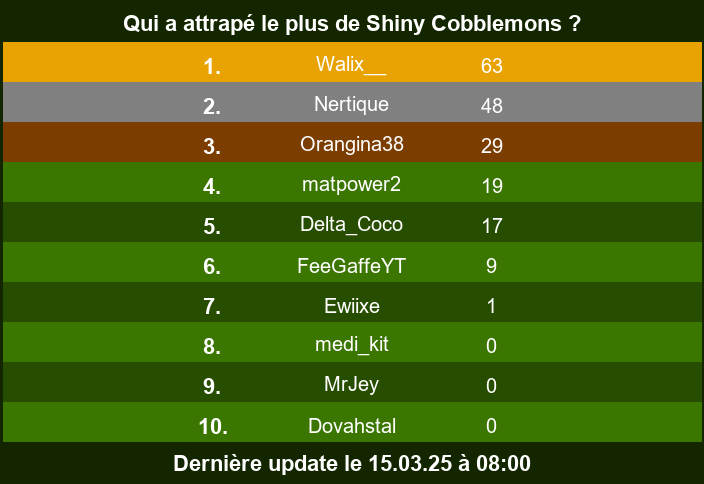 Qui a attrapé le plus de Shiny Cobblemons ?
1. Walix__ 63
2. Nertique 48
3. Orangina38 29
4. matpower2 19
5. Delta_Coco 17
6. FeeGaffeYT 9
7. Ewiixe 1
8. medi_kit 0
9. MrJey 0
10. Dovahstal 0
Dernière update le 15.03.25 à 08:00